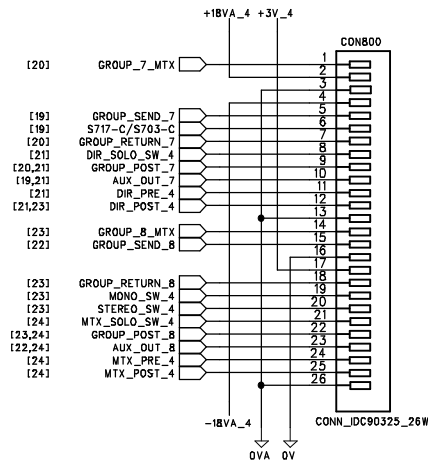 +18VA_4 +3V_4
CON800
[20] GROUP_7_MTX 1
2
3
4
[19] GROUP_SEND_7 5
[19] S717-C/S703-C 6
[20] GROUP_RETURN_7 7
[21] DIR_SOLO_SW_4 8
[20,21] GROUP_POST_7 9
[19,21] AUX_OUT_7 10
[21] DIR_PRE_4 11
[21,23] DIR_POST_4 12
13
[23] GROUP_8_MTX 14
[22] GROUP_SEND_8 15
16
17
[23] GROUP_RETURN_8 18
[23] MONO_SW_4 19
[23] STEREO_SW_4 20
[24] MTX_SOLO_SW_4 21
[23,24] GROUP_POST_8 22
[22,24] AUX_OUT_8 23
[24] MTX_PRE_4 24
[24] MTX_POST_4 25
26
-18VA_4 CONN_IDC90325_26W
0VA 0V